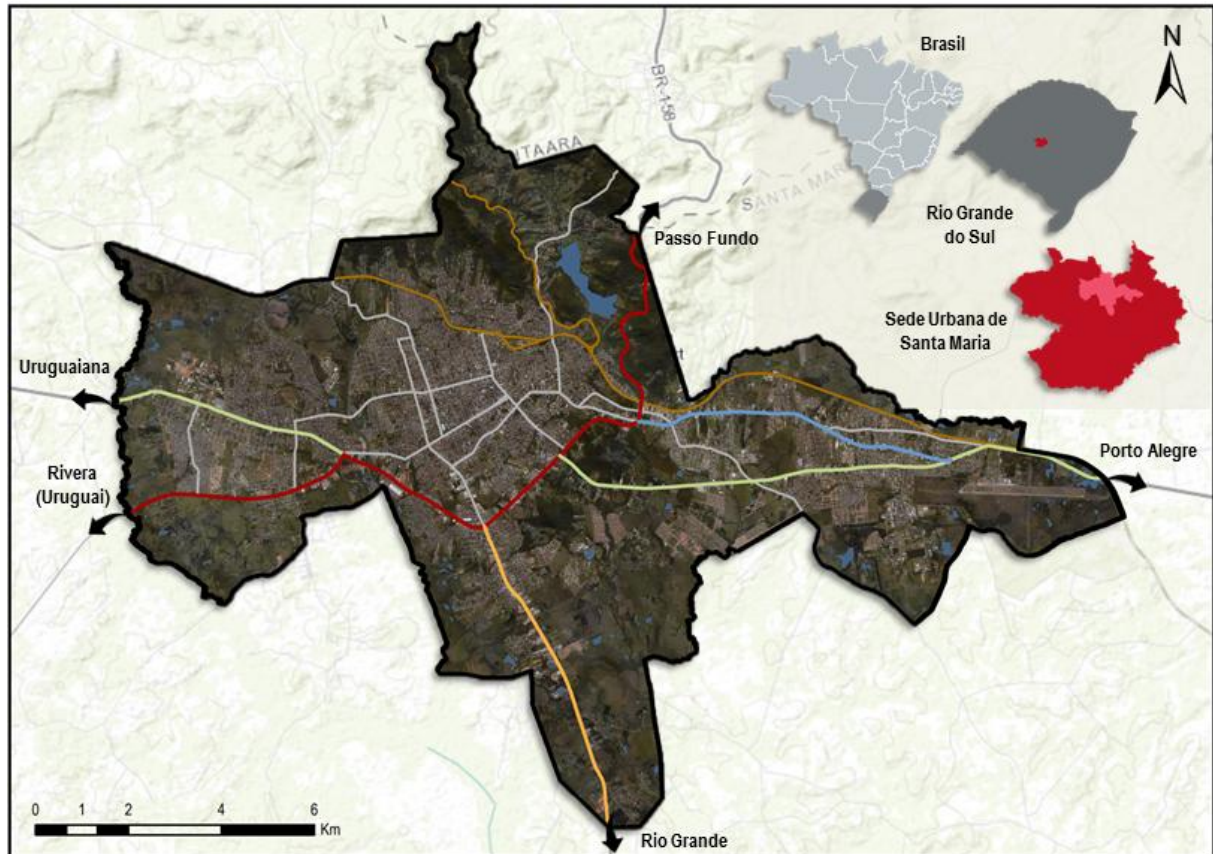 Brasil
N
BR-158
ITAARA
SANTA MAR
Passo Fundo
Rio Grande
do Sul
Sede Urbana de
Santa Maria
Uruguaiana
Rivera
(Uruguai)
Porto Alegre
0 1 2 4 6
Km
Rio Grande